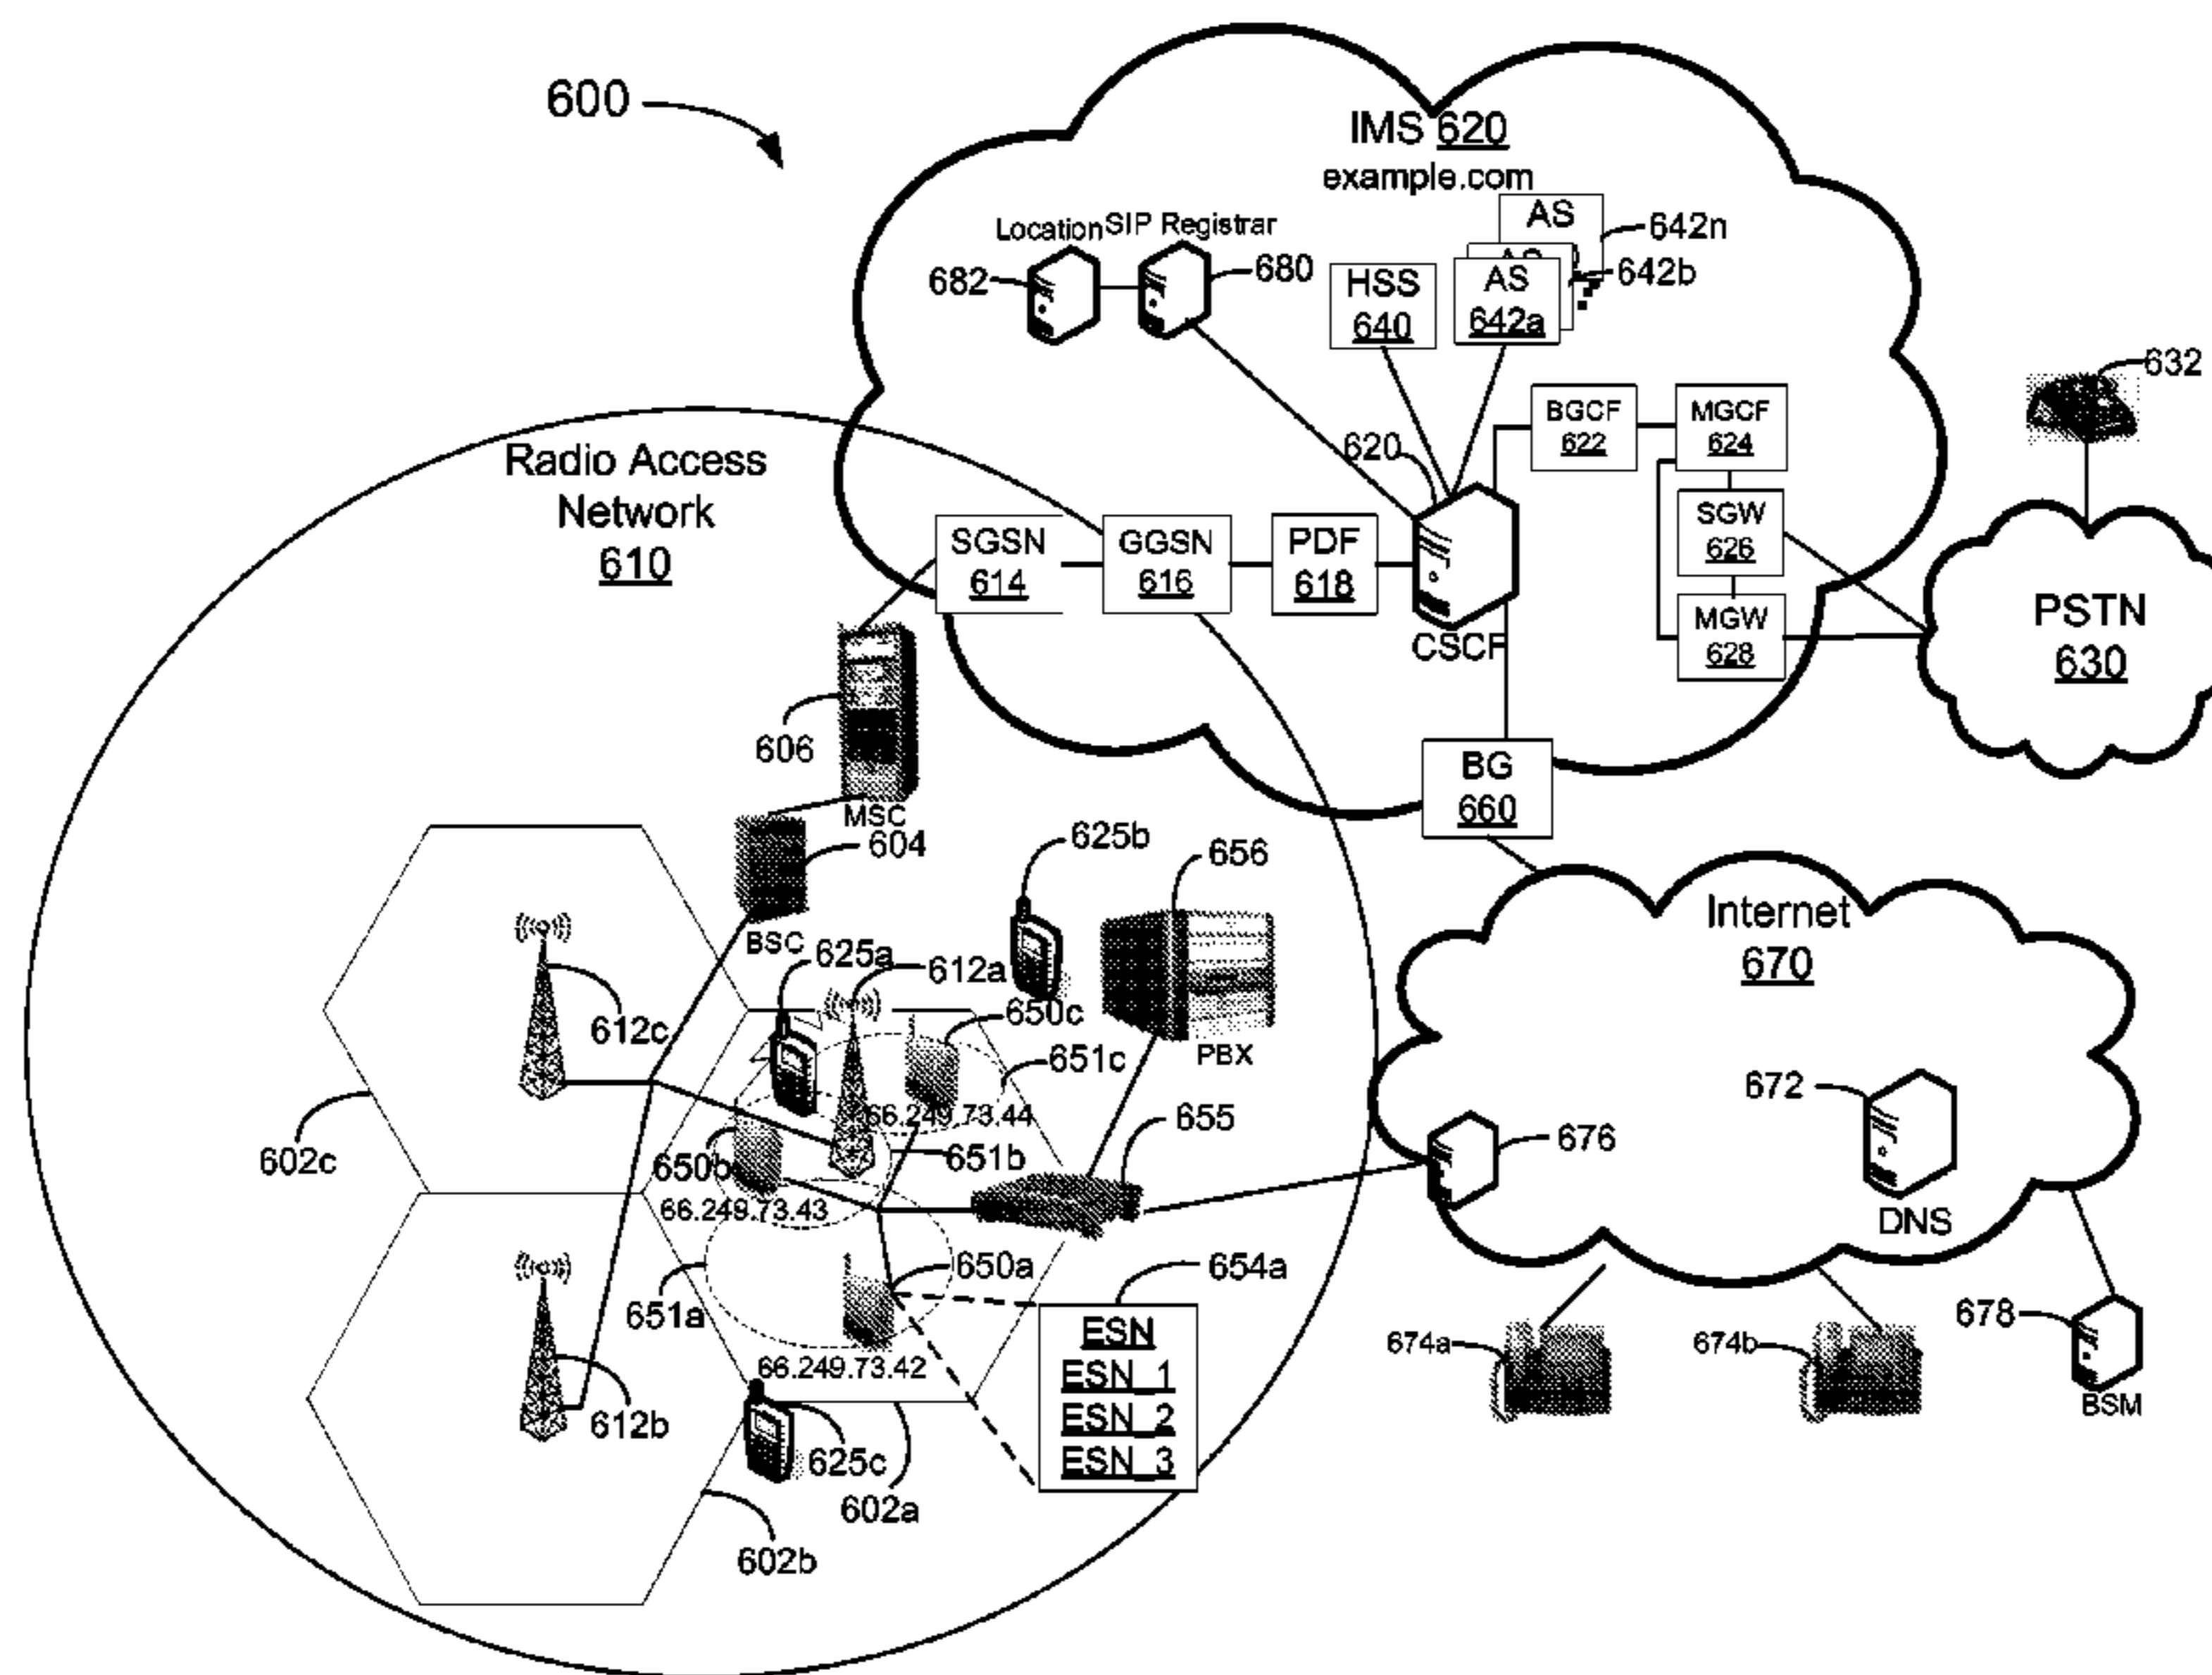 600
IMS 620
example.com
Location
SIP Registrar
682
680
HSS
640
AS
642n
AS
642b
AS
642a
632
Radio Access
Network
610
620
BGCF
622
MGCF
624
SGSN
614
GGSN
616
PDF
618
CSCF
SGW
626
MGW
628
PSTN
630
606
MSC
604
BSC
BG
660
625b
656
625a
612a
650c
651c
PBX
Internet
670
612c
602c
66.249.73.44
650b
651b
655
66.249.73.43
676
672
DNS
651a
650a
654a
66.249.73.42
ESN
ESN_1
ESN_2
ESN_3
612b
625c
602a
602b
674a
674b
678
BSM